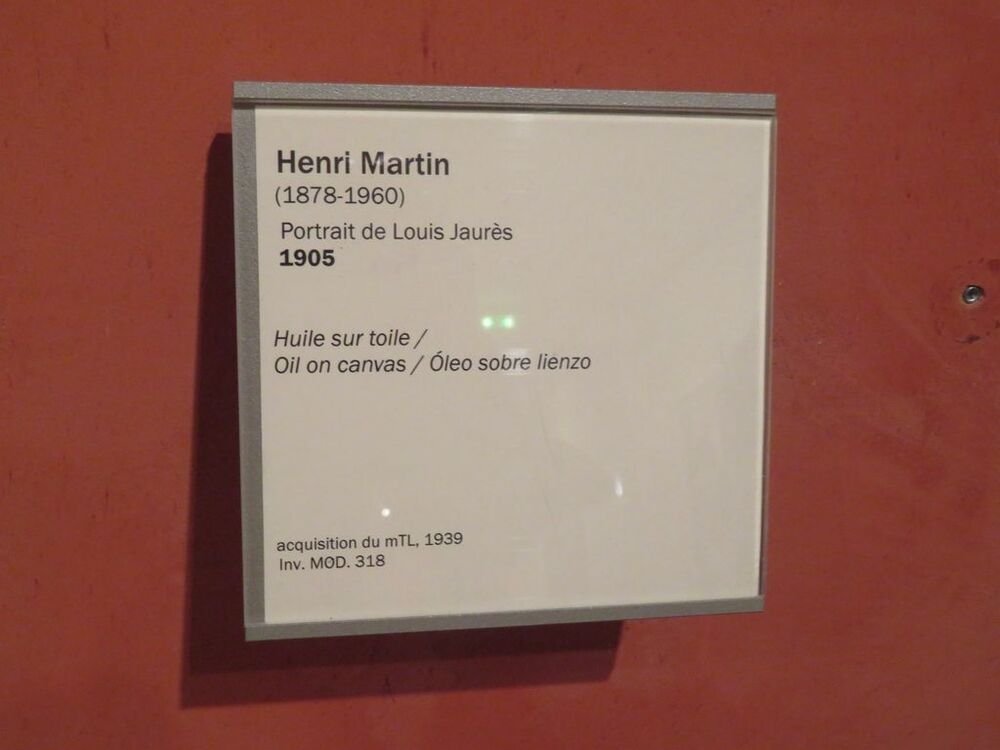 Henri Martin
(1878-1960)
Portrait de Louis Jaurès
1905
Huile sur toile /
Oil on canvas / Óleo sobre lienzo
acquisition du mTL, 1939
Inv. MOD. 318